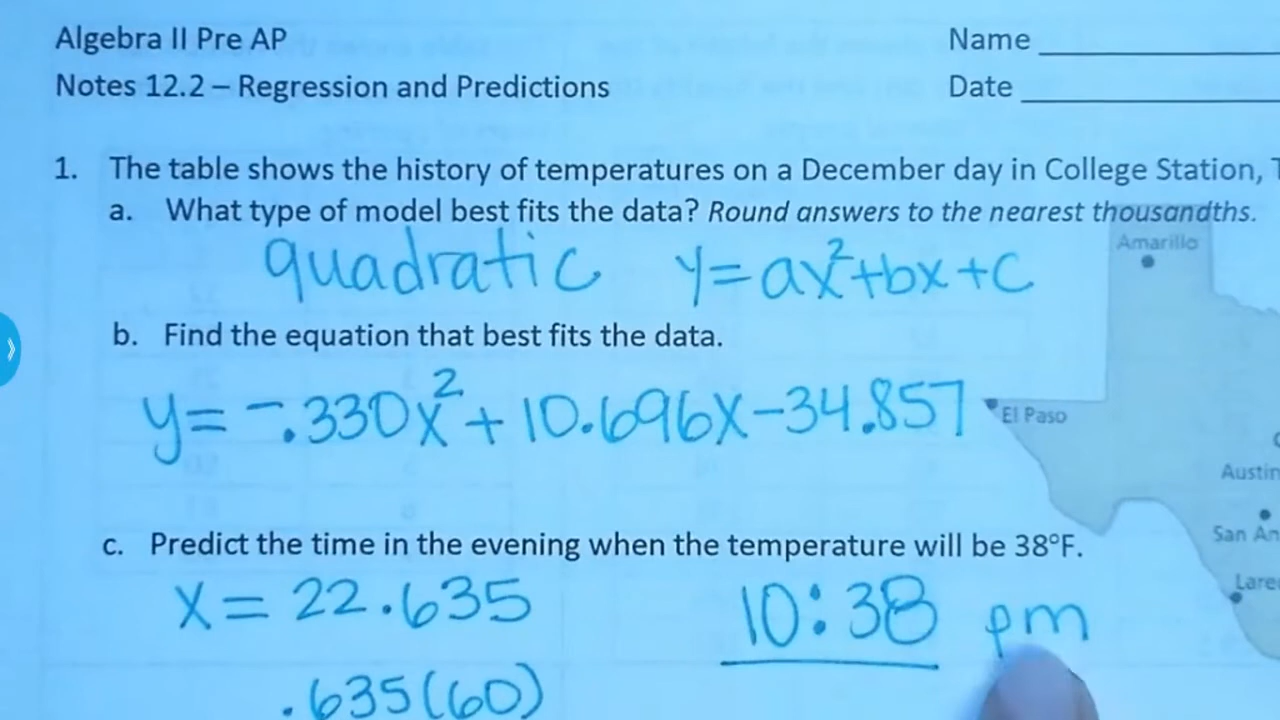 Algebra II Pre AP
Name
Notes 12.2 – Regression and Predictions
Date
1. The table shows the history of temperatures on a December day in College Station,
a. What type of model best fits the data? Round answers to the nearest thousandths.
quadratic y=ax²+bx+c
Amarillo
b. Find the equation that best fits the data.
y=-.330x²+10.696x-34.857
El Paso
Austin
c. Predict the time in the evening when the temperature will be 38°F.
San An
Lare
x=22.635 10:38 pm
.635(60)